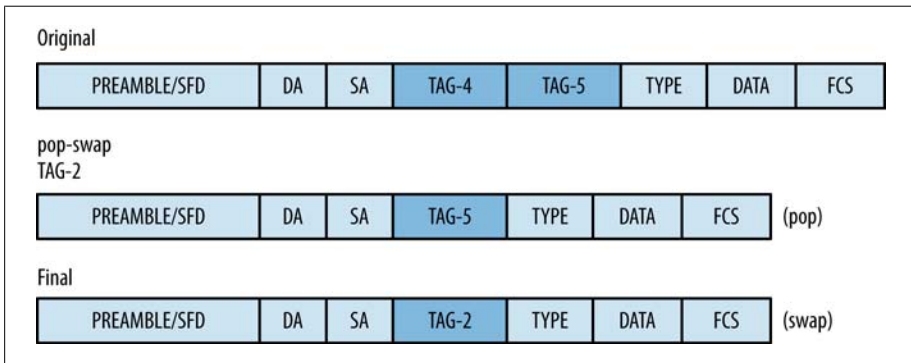 Original
PREAMBLE/SFD DA SA TAG-4 TAG-5 TYPE DATA FCS
pop-swap
TAG-2
PREAMBLE/SFD DA SA TAG-5 TYPE DATA FCS (pop)
Final
PREAMBLE/SFD DA SA TAG-2 TYPE DATA FCS (swap)